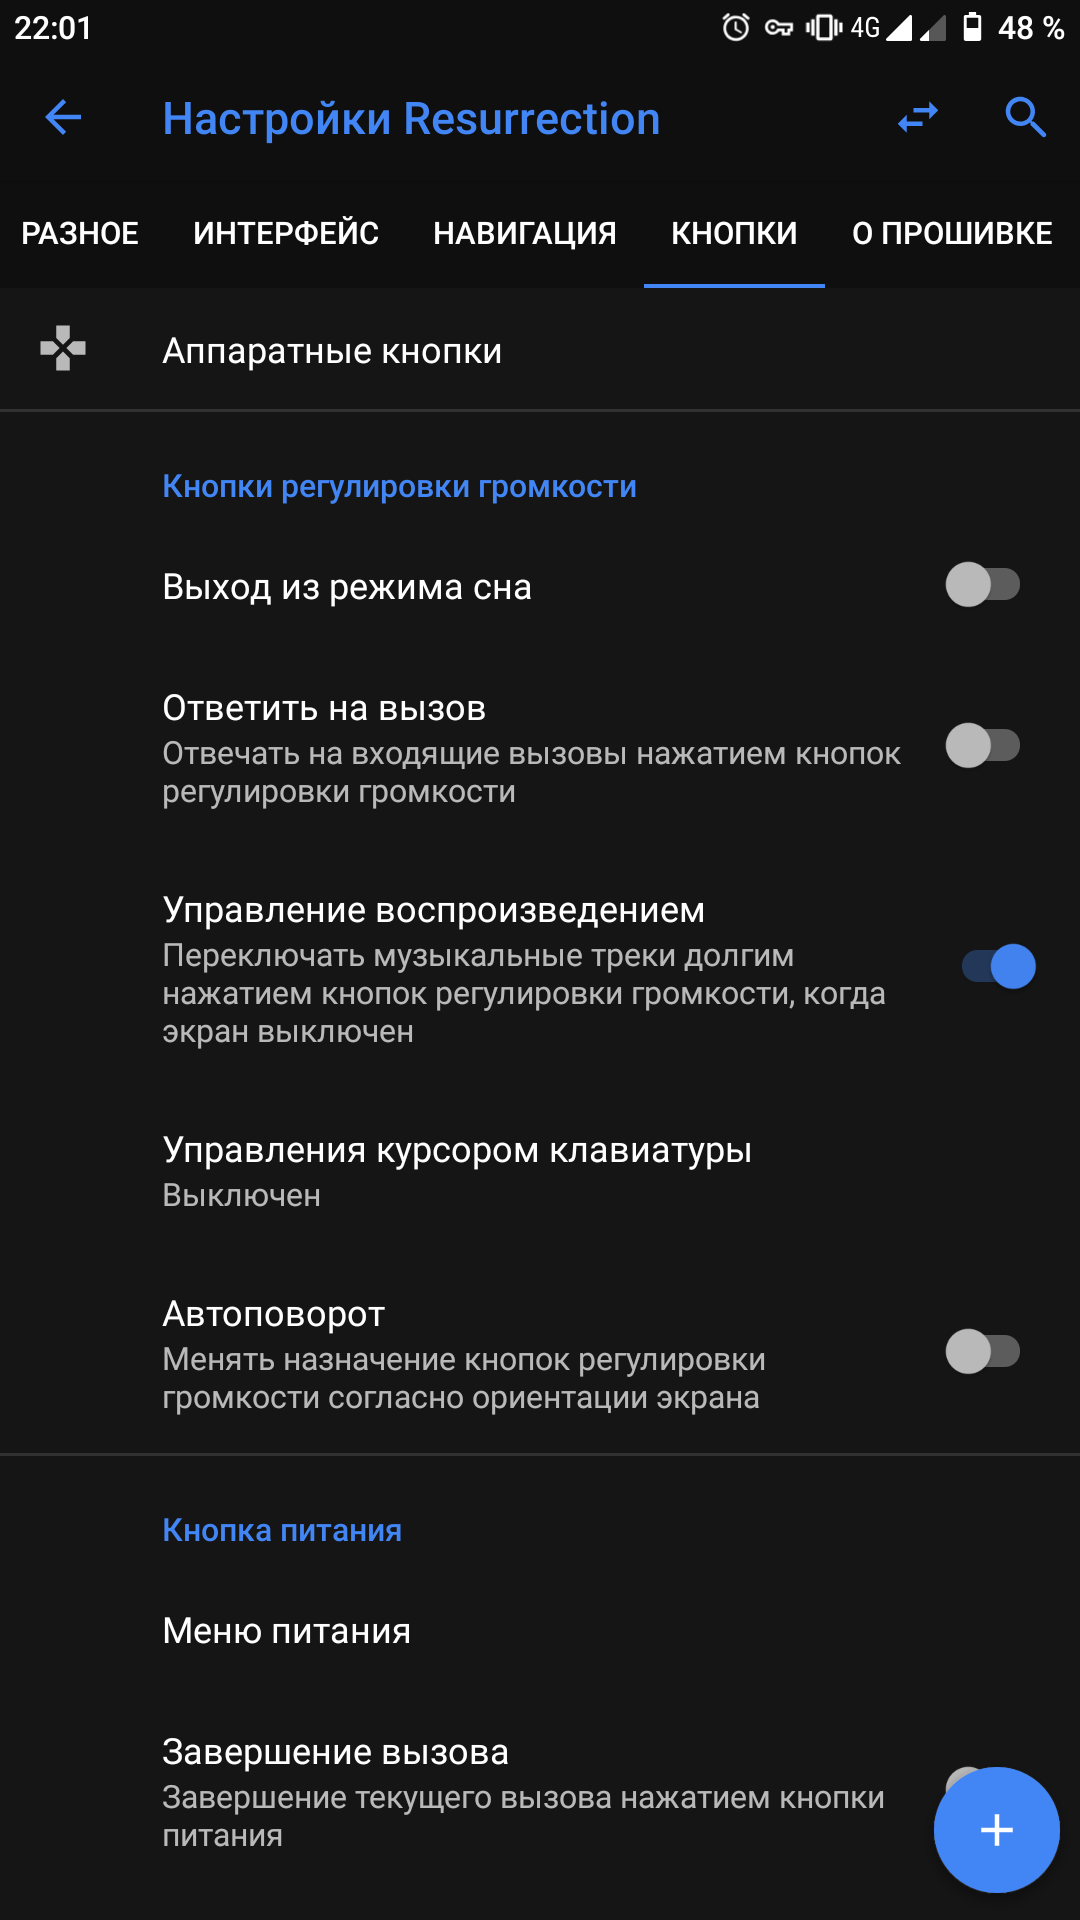 22:01 4G 48 %
Настройки Resurrection
РАЗНОЕ ИНТЕРФЕЙС НАВИГАЦИЯ КНОПКИ О ПРОШИВКЕ
Аппаратные кнопки
Кнопки регулировки громкости
Выход из режима сна
Ответить на вызов
Отвечать на входящие вызовы нажатием кнопок
регулировки громкости
Управление воспроизведением
Переключать музыкальные треки долгим
нажатием кнопок регулировки громкости, когда
экран выключен
Управления курсором клавиатуры
Выключен
Автоповорот
Менять назначение кнопок регулировки
громкости согласно ориентации экрана
Кнопка питания
Меню питания
Завершение вызова
Завершение текущего вызова нажатием кнопки
питания